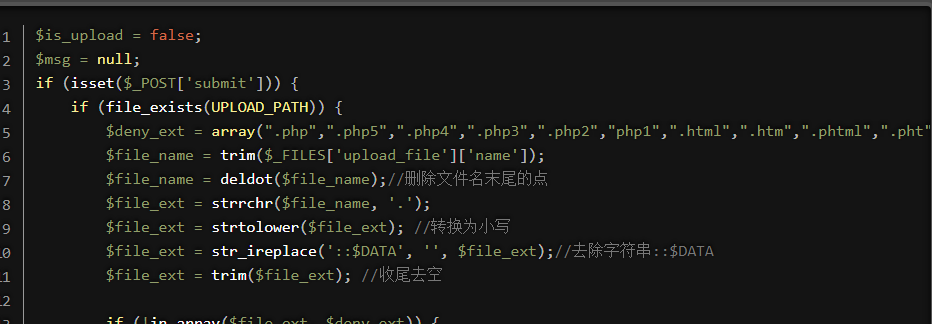 1 $is_upload = false;
2 $msg = null;
3 if (isset($_POST['submit'])) {
4 if (file_exists(UPLOAD_PATH)) {
5 $deny_ext = array(".php",".php5",".php4",".php3",".php2","php1",".html",".htm",".phtml",".pht"
6 $file_name = trim($_FILES['upload_file']['name']);
7 $file_name = deldot($file_name);//删除文件名末尾的点
8 $file_ext = strrchr($file_name, '.');
9 $file_ext = strtolower($file_ext); //转换为小写
10 $file_ext = str_ireplace('::$DATA', '', $file_ext);//去除字符串::$DATA
11 $file_ext = trim($file_ext); //收尾去空
12
if (!in_array($file_ext, $deny_ext)) {